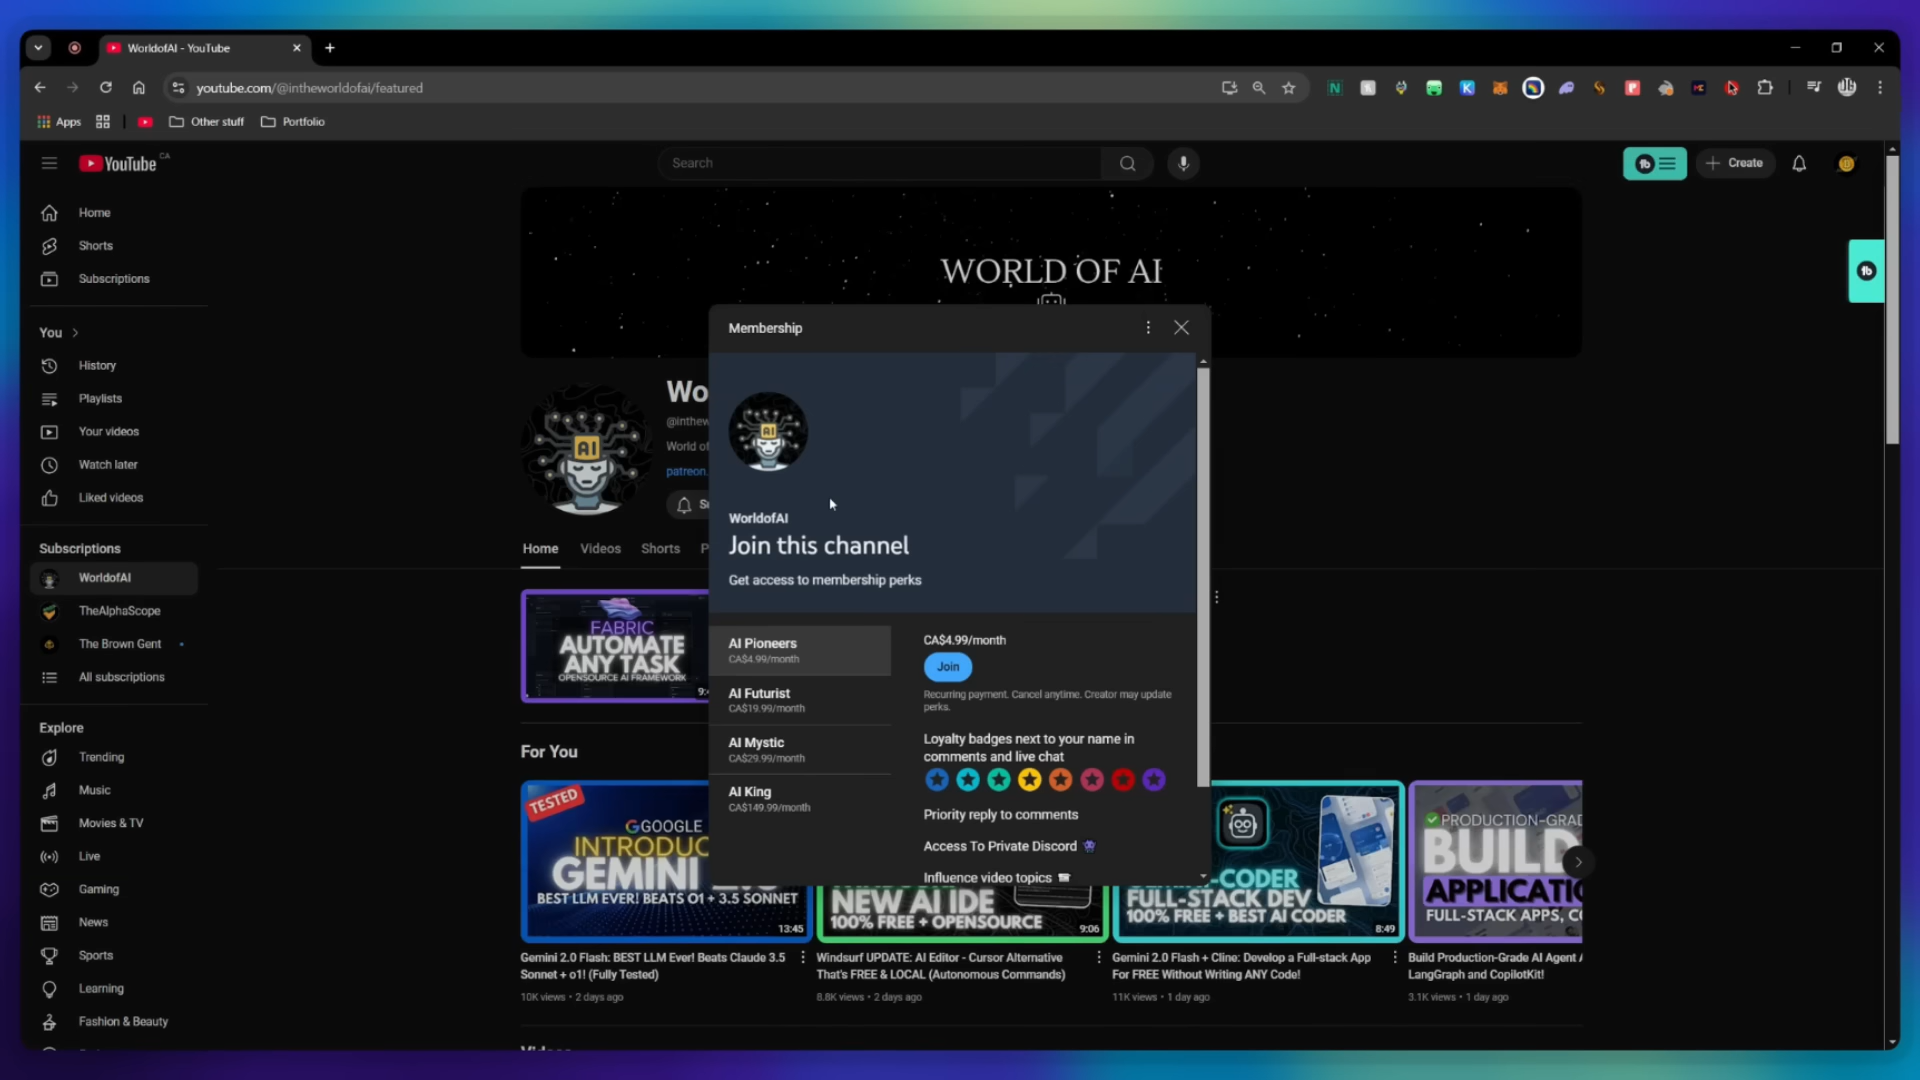 WorldofAI - YouTube
youtube.com/@intheworldofai/featured
Apps
Other stuff
Portfolio
YouTube CA
Search
Create
Home
Shorts
Subscriptions
You
History
Playlists
Your videos
Watch later
Liked videos
Subscriptions
WorldofAI
TheAlphaScope
The Brown Gent
All subscriptions
Explore
Trending
Music
Movies & TV
Live
Gaming
News
Sports
Learning
Fashion & Beauty
WORLD OF AI
Wo
@inthew
World of
patreon.
Home
Videos
Shorts
P
FABRIC
AUTOMATE
ANY TASK
OPENSOURCE AI FRAMEWORK
Membership
AI
WorldofAI
Join this channel
Get access to membership perks
AI Pioneers
CA$4.99/month
AI Futurist
CA$19.99/month
AI Mystic
CA$29.99/month
AI King
CA$149.99/month
CA$4.99/month
Join
Recurring payment. Cancel anytime. Creator may update
perks.
Loyalty badges next to your name in
comments and live chat
Priority reply to comments
Access To Private Discord
Influence video topics
For You
TESTED
GOOGLE
INTRODUC
GEMINI
BEST LLM EVER! BEATS O1 + 3.5 SONNET
13:45
Gemini 2.0 Flash: BEST LLM Ever! Beats Claude 3.5
Sonnet + o1! (Fully Tested)
10K views • 2 days ago
NEW AI IDE
100% FREE + OPENSOURCE
9:06
Windsurf UPDATE: AI Editor - Cursor Alternative
That's FREE & LOCAL (Autonomous Commands)
8.8K views • 2 days ago
-CODER
FULL-STACK DEV
100% FREE + BEST AI CODER
8:49
Gemini 2.0 Flash + Cline: Develop a Full-stack App
For FREE Without Writing ANY Code!
11K views • 1 day ago
PRODUCTION-GRAD
BUILD
APPLICATIO
FULL-STACK APPS, C
Build Production-Grade AI Agent
LangGraph and CopilotKit!
3.1K views • 1 day ago